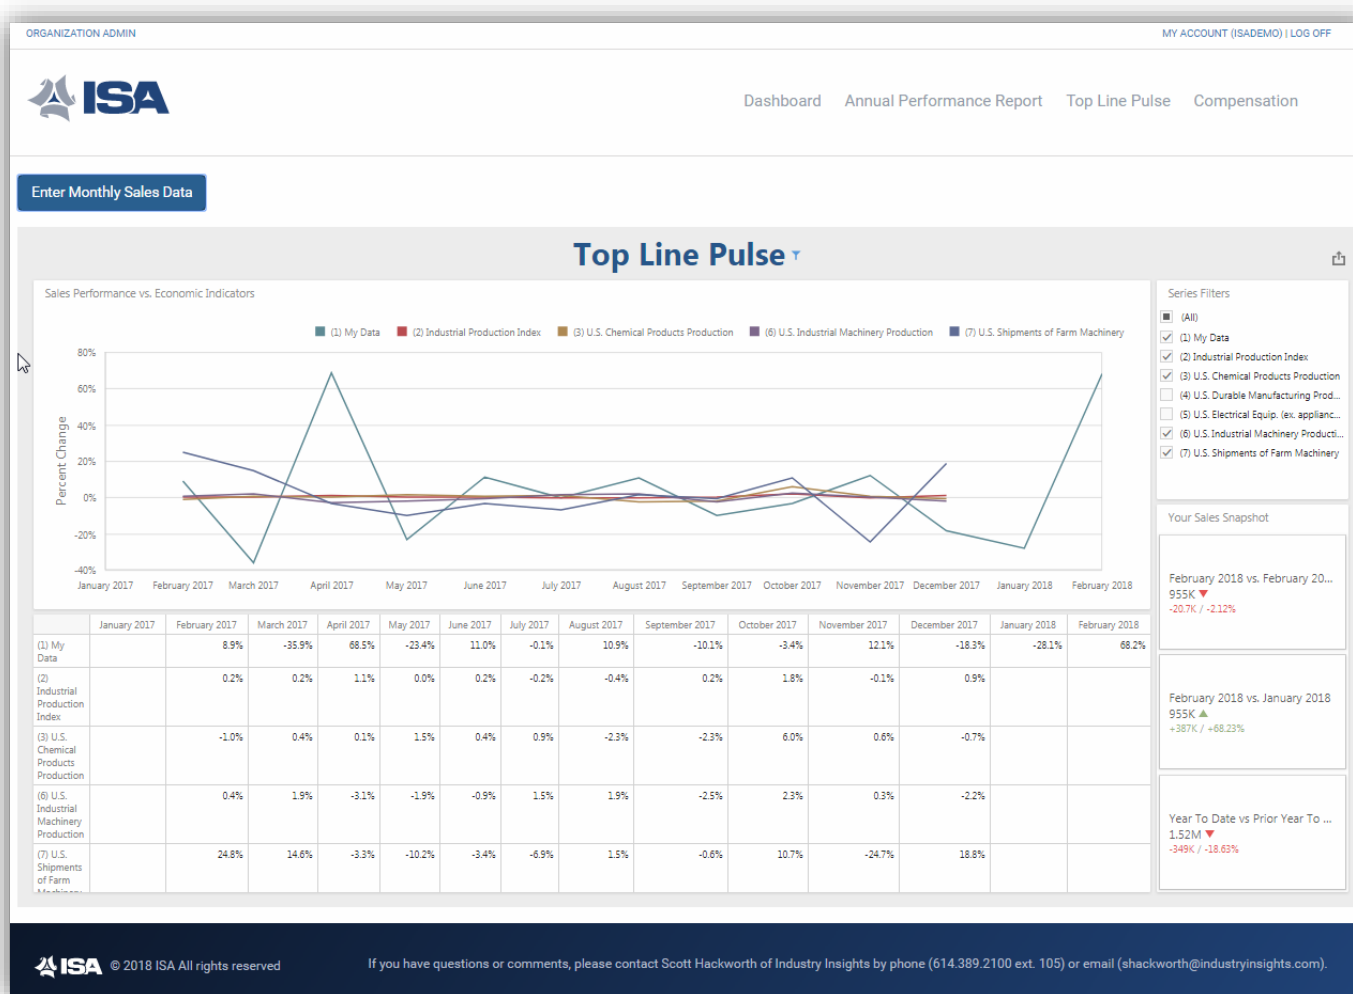 ORGANIZATION ADMIN
MY ACCOUNT (ISADEMO) | LOG OFF
ISA
Dashboard Annual Performance Report Top Line Pulse Compensation
Enter Monthly Sales Data
Top Line Pulse
Sales Performance vs. Economic Indicators
(1) My Data (2) Industrial Production Index (3) U.S. Chemical Products Production (6) U.S. Industrial Machinery Production (7) U.S. Shipments of Farm Machinery
80%
60%
40%
20%
0%
-20%
-40%
Percent Change
January 2017 February 2017 March 2017 April 2017 May 2017 June 2017 July 2017 August 2017 September 2017 October 2017 November 2017 December 2017 January 2018 February 2018
January 2017 February 2017 March 2017 April 2017 May 2017 June 2017 July 2017 August 2017 September 2017 October 2017 November 2017 December 2017 January 2018 February 2018
(1) My 8.9% -35.9% 68.5% -23.4% 11.0% -0.1% 10.9% -10.1% -3.4% 12.1% -18.3% -28.1% 68.2%
Data
(2) 0.2% 0.2% 1.1% 0.0% 0.2% -0.2% -0.4% 0.2% 1.8% -0.1% 0.9%
Industrial
Production
Index
(3) U.S. -1.0% 0.4% 0.1% 1.5% 0.4% 0.9% -2.3% -2.3% 6.0% 0.6% -0.7%
Chemical
Products
Production
(6) U.S. 0.4% 1.9% -3.1% -1.9% -0.9% 1.5% 1.9% -2.5% 2.3% 0.3% -2.2%
Industrial
Machinery
Production
(7) U.S. 24.8% 14.6% -3.3% -10.2% -3.4% -6.9% 1.5% -0.6% 10.7% -24.7% 18.8%
Shipments
of Farm
Machinery
Series Filters
(All)
(1) My Data
(2) Industrial Production Index
(3) U.S. Chemical Products Production
(4) U.S. Durable Manufacturing Prod...
(5) U.S. Electrical Equip. (ex. applianc...
(6) U.S. Industrial Machinery Producti...
(7) U.S. Shipments of Farm Machinery
Your Sales Snapshot
February 2018 vs. February 20...
955K
-20.7K / -2.12%
February 2018 vs. January 2018
955K
+387K / +68.23%
Year To Date vs Prior Year To ...
1.52M
-349K / -18.63%
ISA © 2018 ISA All rights reserved
If you have questions or comments, please contact Scott Hackworth of Industry Insights by phone (614.389.2100 ext. 105) or email (shackworth@industryinsights.com).